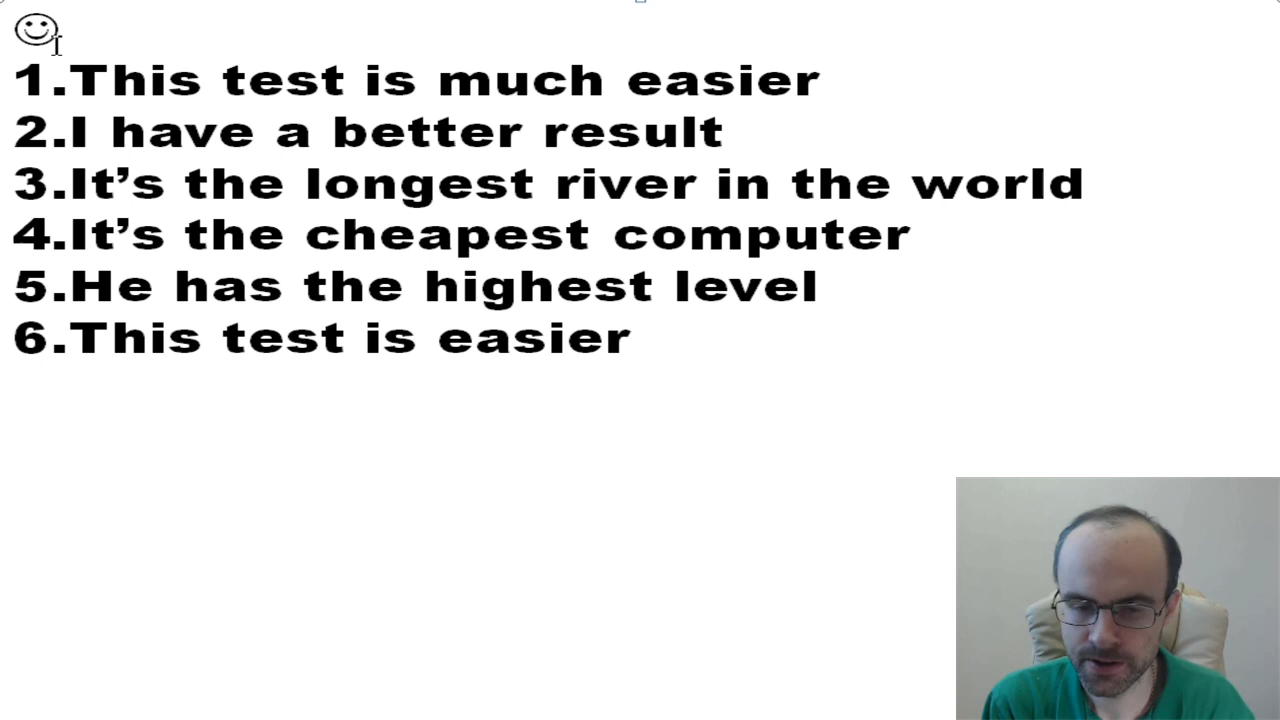 1.This test is much easier
2.I have a better result
3.It’s the longest river in the world
4.It’s the cheapest computer
5.He has the highest level
6.This test is easier